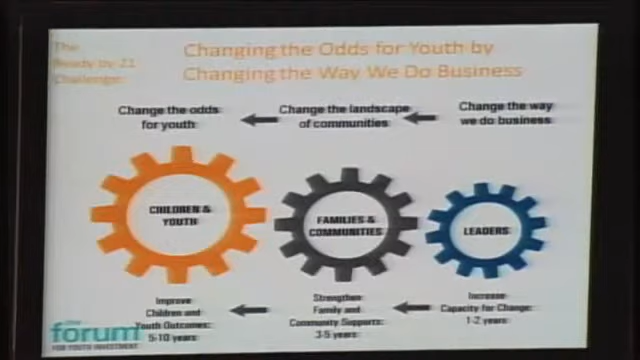 The
Ready by 21
Challenge:
Changing the Odds for Youth by
Changing the Way We Do Business
Change the odds
for youth
Change the landscape
of communities
Change the way
we do business
CHILDREN &
YOUTH
FAMILIES &
COMMUNITIES
LEADERS
Improve
Children and
Youth Outcomes:
5-10 years
Strengthen
Family and
Community Supports:
3-5 years
Increase
Capacity for Change:
1-2 years
the
forum
FOR YOUTH INVESTMENT